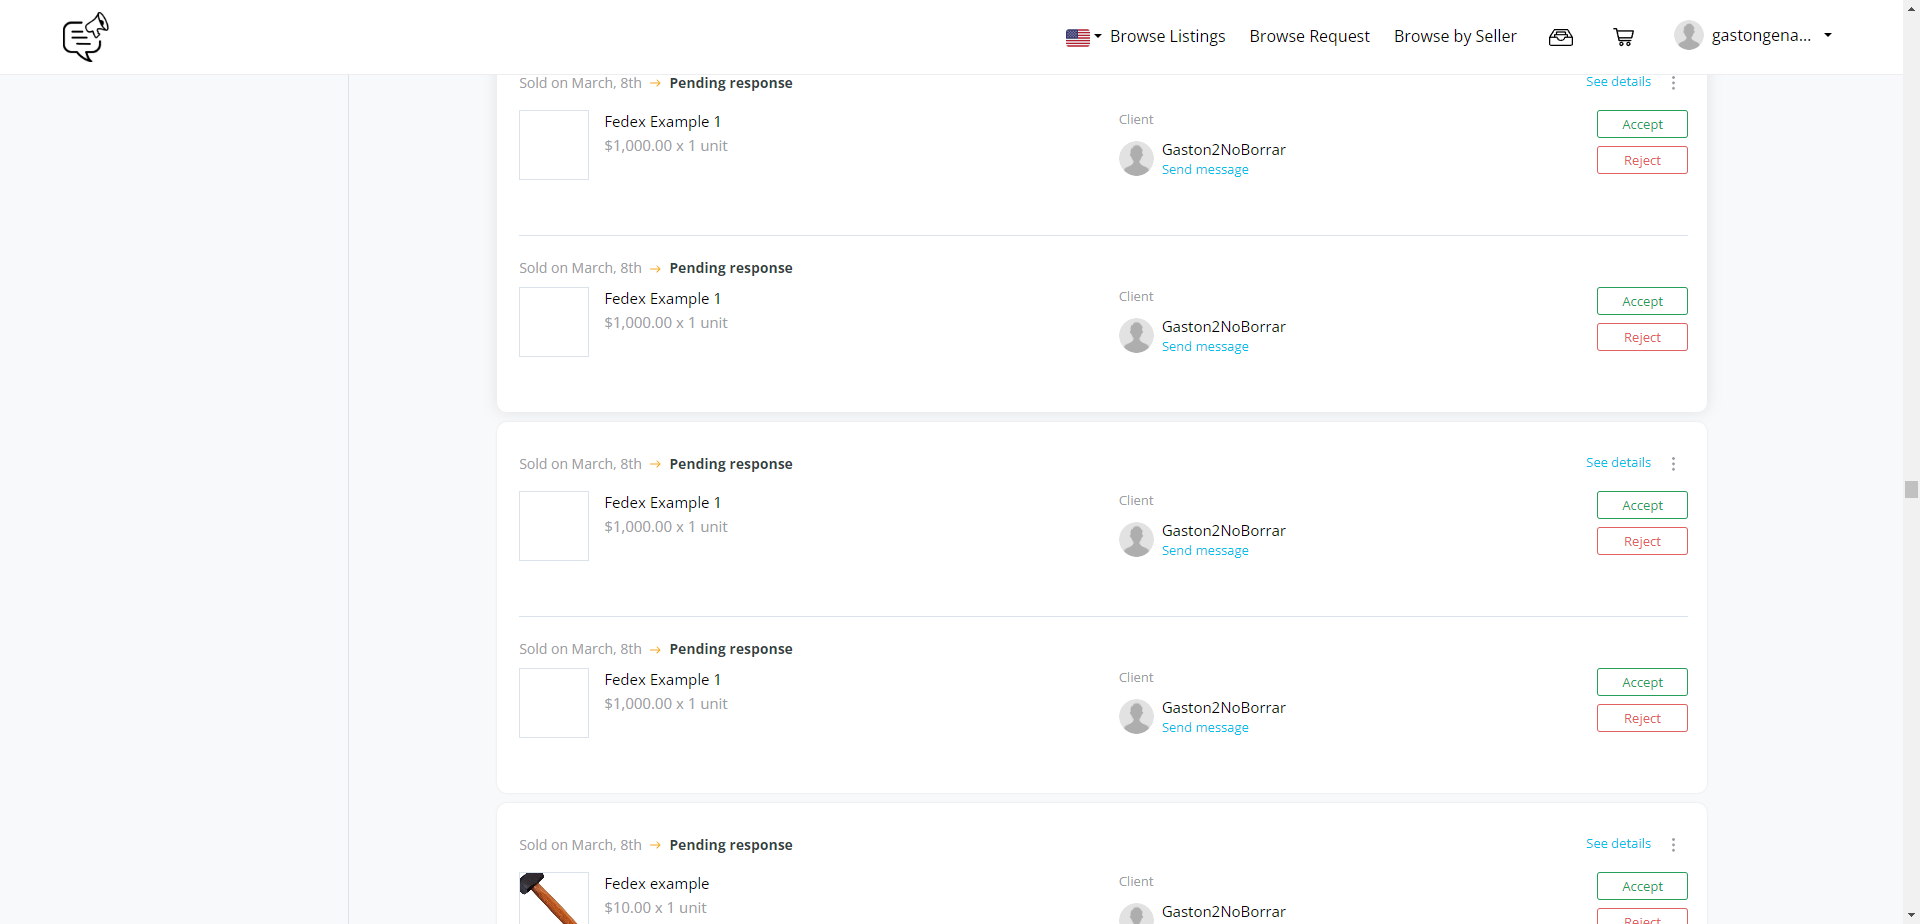 Browse Listings
Browse Request
Browse by Seller
gastongena...
Sold on March, 8th → Pending response
See details
Fedex Example 1
$1,000.00 x 1 unit
Client
Gaston2NoBorrar
Send message
Accept
Reject
Sold on March, 8th → Pending response
Fedex Example 1
$1,000.00 x 1 unit
Client
Gaston2NoBorrar
Send message
Accept
Reject
Sold on March, 8th → Pending response
See details
Fedex Example 1
$1,000.00 x 1 unit
Client
Gaston2NoBorrar
Send message
Accept
Reject
Sold on March, 8th → Pending response
Fedex Example 1
$1,000.00 x 1 unit
Client
Gaston2NoBorrar
Send message
Accept
Reject
Sold on March, 8th → Pending response
See details
Fedex example
$10.00 x 1 unit
Client
Gaston2NoBorrar
Accept
Reject